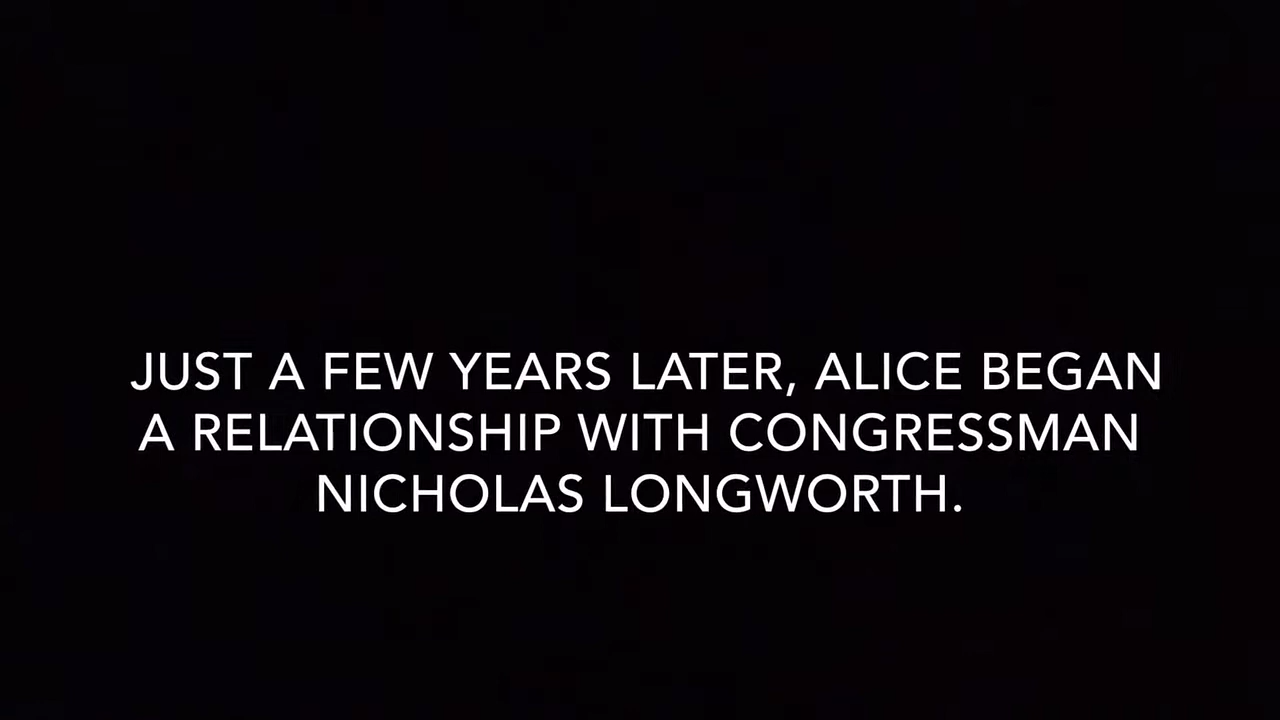 JUST A FEW YEARS LATER, ALICE BEGAN
A RELATIONSHIP WITH CONGRESSMAN
NICHOLAS LONGWORTH.